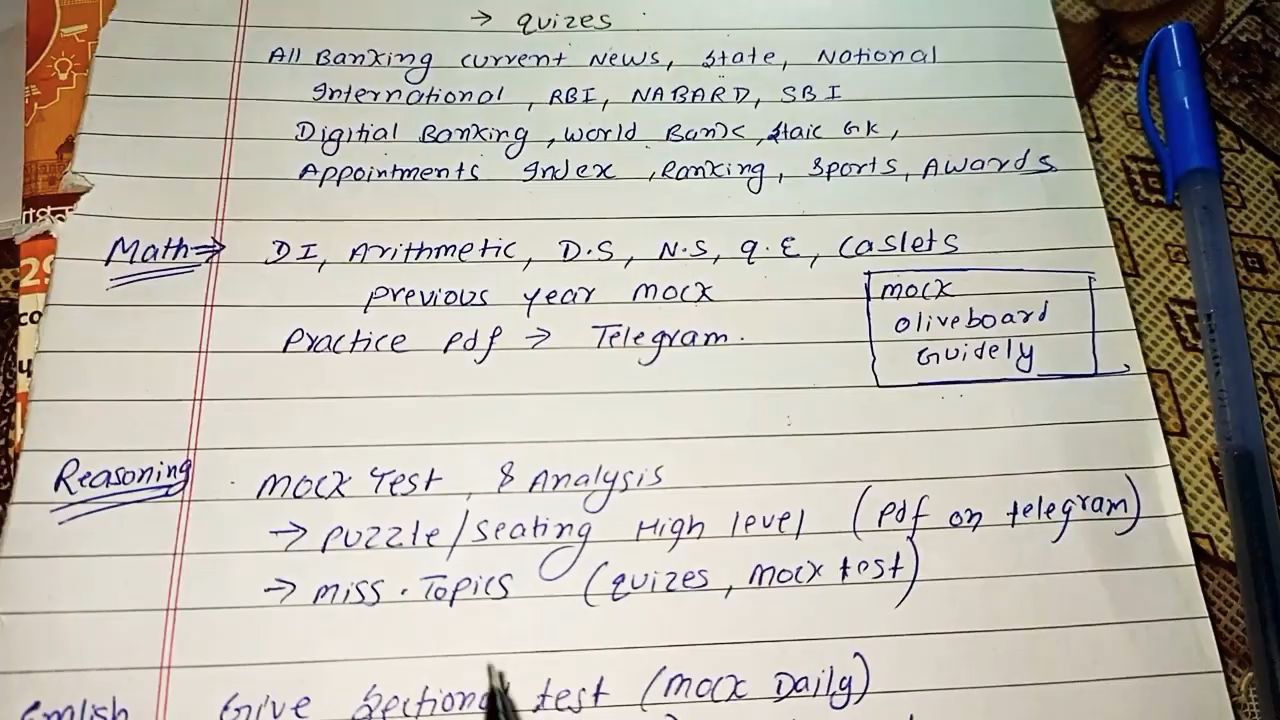 → quizes
All Banking current News, State, National
International, RBI, NABARD, SBI
Digitial Banking, World Bank, Staic GK,
Appointments Index, Ranking, Sports, Awards
Math ⇒ DI, Arithmetic, D.S, N.S, Q.E, Caslets
previous year mock
Practice pdf → Telegram.
mock
oliveboard
Guidely
Reasoning Mock Test & Analysis
→ puzzle/seating High level (pdf on telegram)
→ miss. Topics (quizes, mock test)
Give Sectional test (mock Daily)